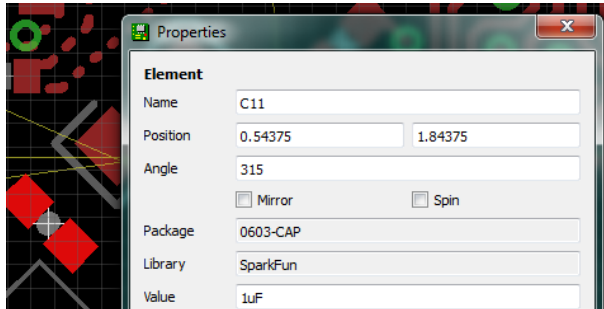 Properties
Element
Name C11
Position 0.54375 1.84375
Angle 315
Mirror Spin
Package 0603-CAP
Library SparkFun
Value 1uF